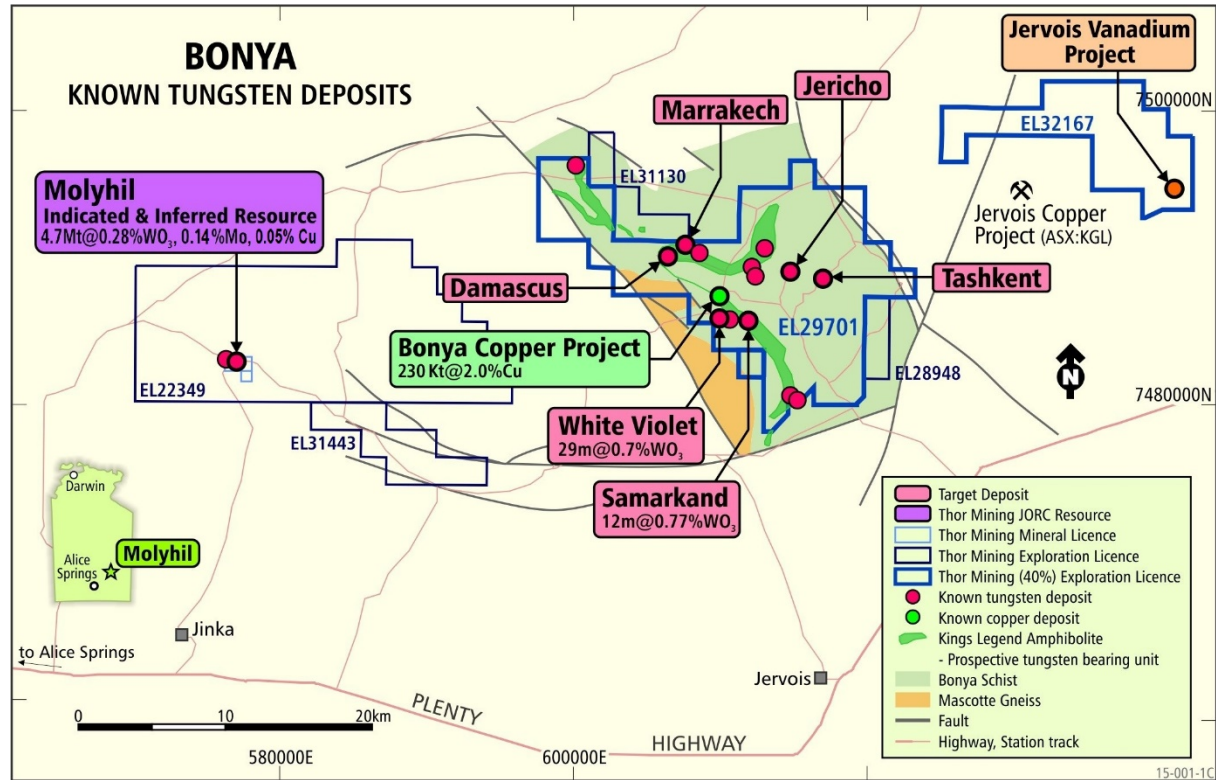 BONYA
KNOWN TUNGSTEN DEPOSITS
Jervois Vanadium
Project
7500000N
EL32167
Marrakech
Jericho
EL31130
Molyhil
Indicated & Inferred Resource
4.7Mt@0.28%WO₃, 0.14%Mo, 0.05% Cu
Jervois Copper
Project (ASX:KGL)
Damascus
Tashkent
EL29701
Bonya Copper Project
230 Kt@2.0%Cu
EL22349
EL28948
N
7480000N
White Violet
29m@0.7%WO₃
EL31443
Samarkand
12m@0.77%WO₃
Darwin
Alice
Springs
Molyhil
Target Deposit
Thor Mining JORC Resource
Thor Mining Mineral Licence
Thor Mining Exploration Licence
Thor Mining (40%) Exploration Licence
Known tungsten deposit
Known copper deposit
Kings Legend Amphibolite
- Prospective tungsten bearing unit
Bonya Schist
Mascotte Gneiss
Fault
Highway, Station track
Jinka
to Alice Springs
Jervois
PLENTY
HIGHWAY
0 10 20km
580000E
600000E
15-001-1C